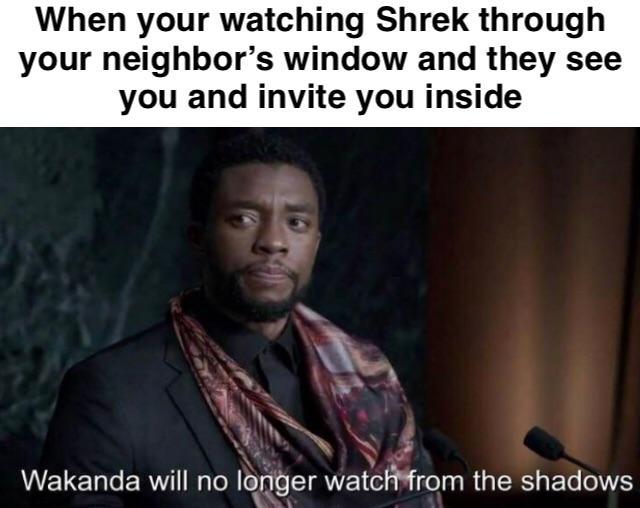 When your watching Shrek through
your neighbor’s window and they see
you and invite you inside
Wakanda will no longer watch from the shadows